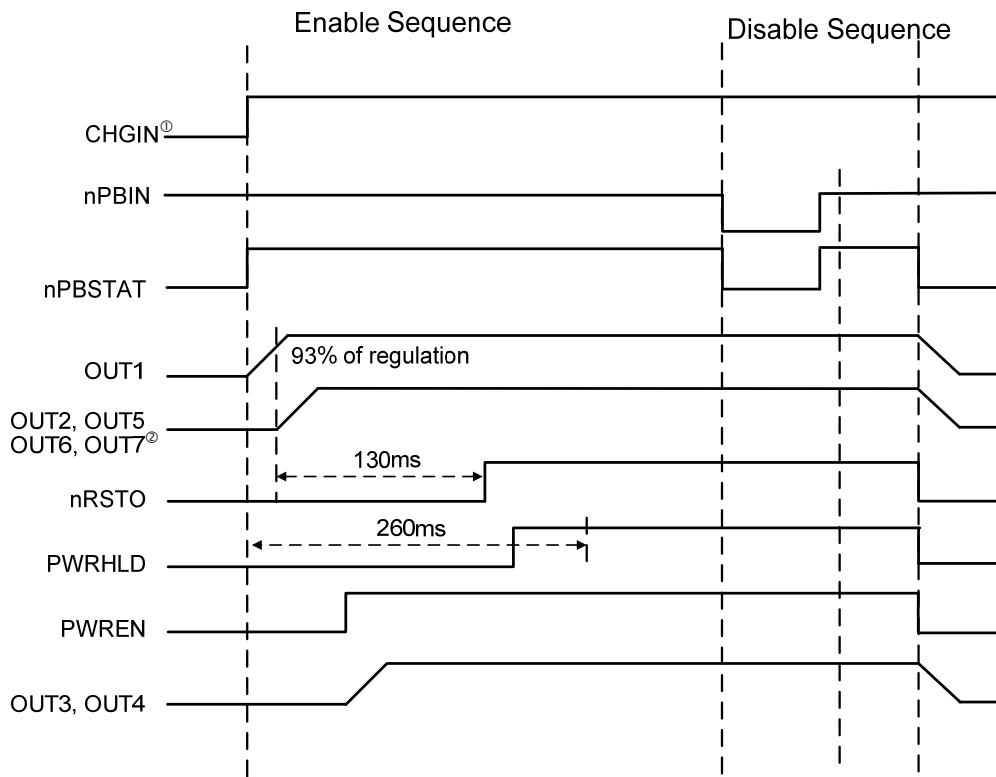 Enable Sequence
Disable Sequence
CHGIN①
nPBIN
nPBSTAT
93% of regulation
OUT1
OUT2, OUT5
OUT6, OUT7②
130ms
nRSTO
260ms
PWRHLD
PWREN
OUT3, OUT4